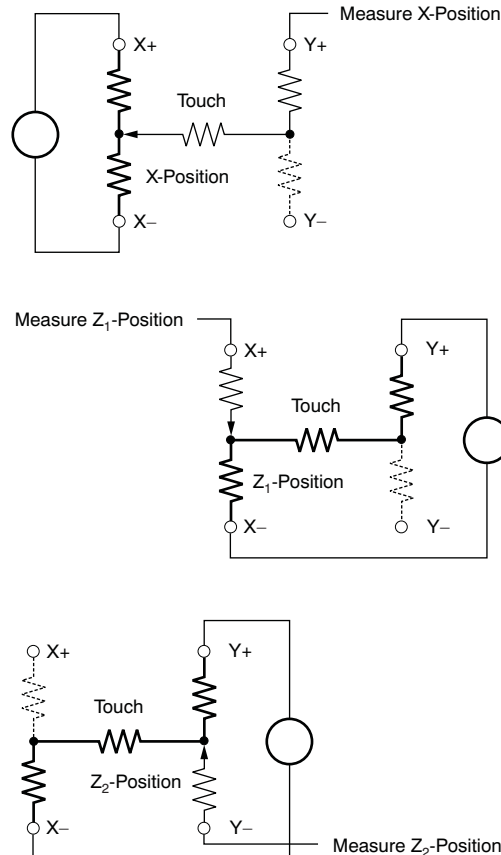 Measure X-Position
X+
Y+
Touch
X-Position
X–
Y–
Measure Z₁-Position
X+
Y+
Touch
Z₁-Position
X–
Y–
X+
Y+
Touch
Z₂-Position
X–
Y–
Measure Z₂-Position